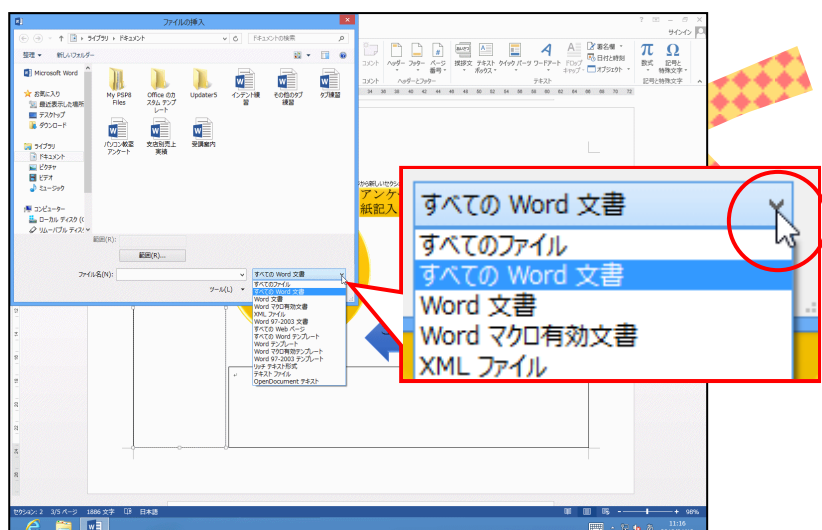 ファイルの挿入
ライブラリ ▸ ドキュメント
ドキュメントの検索
サインイン
整理 新しいフォルダー
Microsoft Word
お気に入り
最近表示した場所
デスクトップ
ダウンロード
ライブラリ
ドキュメント
ピクチャ
ビデオ
ミュージック
コンピューター
ローカル ディスク (C
リムーバブル ディスク
My PSP8 Files
Office のカスタム テンプレート
Updater5
インデント練習
その他のタブ練習
タブ練習
パソコン教室アンケート
支店別売上実績
受講案内
範囲(R):
範囲(R)...
ファイル名(N):
すべての Word 文書
ツール(L)
すべてのファイル
すべての Word 文書
Word 文書
Word マクロ有効文書
XML ファイル
Word 97-2003 文書
すべての Web ページ
すべての Word テンプレート
Word テンプレート
Word マクロ有効テンプレート
Word 97-2003 テンプレート
リッチ テキスト形式
テキスト ファイル
OpenDocument テキスト
コメント ヘッダー フッター ページ番号 挨拶文 テキストボックス クイック パーツ ワードアート ドロップキャップ
署名欄
日付と時刻
オブジェクト
数式 記号と特殊文字
コメント ヘッダーとフッター テキスト 記号と特殊文字
アンケ
紙記入
すべての Word 文書
すべてのファイル
すべての Word 文書
Word 文書
Word マクロ有効文書
XML ファイル
セクション: 2 3/5 ページ 1886 文字 日本語
98%
11:16